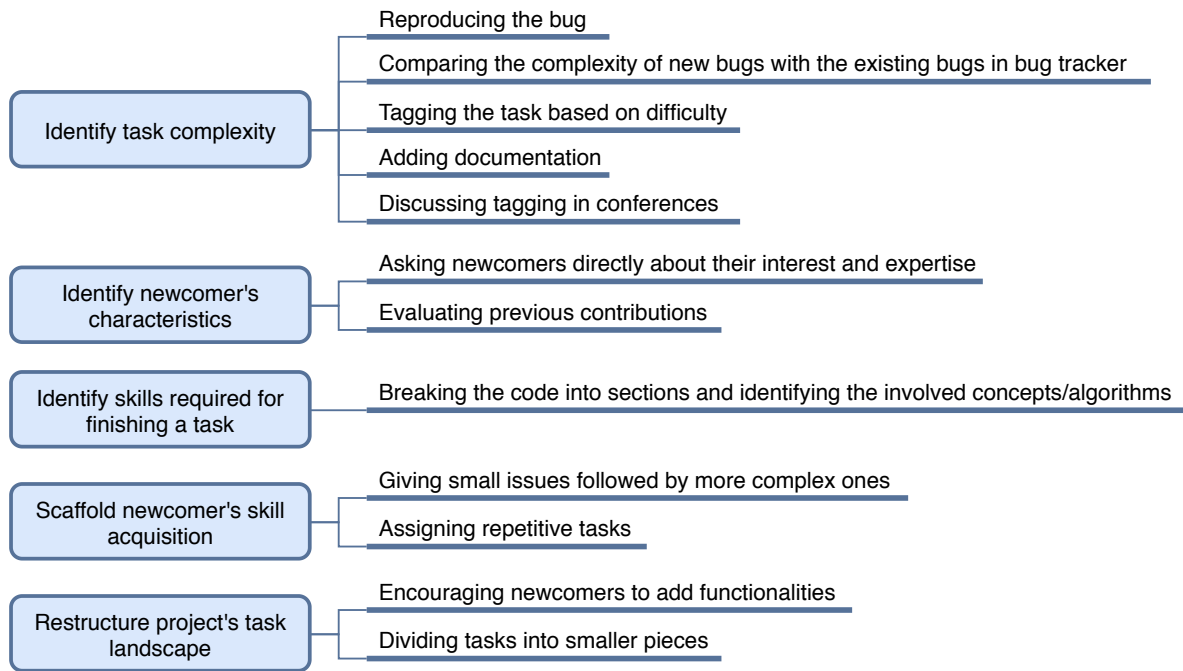 Identify task complexity
Reproducing the bug
Comparing the complexity of new bugs with the existing bugs in bug tracker
Tagging the task based on difficulty
Adding documentation
Discussing tagging in conferences
Identify newcomer's
characteristics
Asking newcomers directly about their interest and expertise
Evaluating previous contributions
Identify skills required for
finishing a task
Breaking the code into sections and identifying the involved concepts/algorithms
Scaffold newcomer's skill
acquisition
Giving small issues followed by more complex ones
Assigning repetitive tasks
Restructure project's task
landscape
Encouraging newcomers to add functionalities
Dividing tasks into smaller pieces